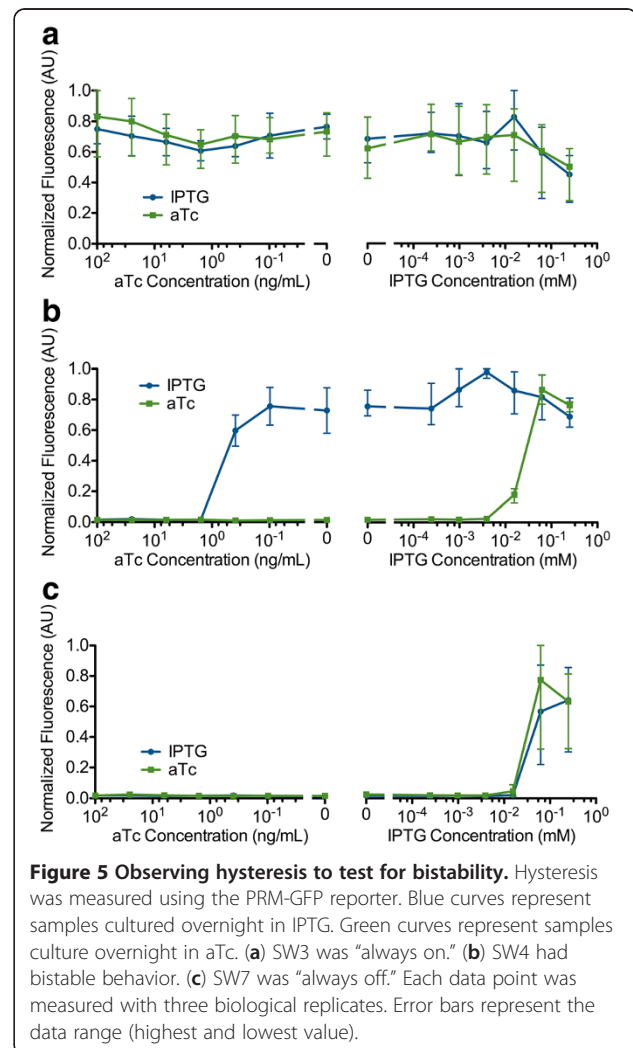 a
Normalized Fluorescence (AU)
1.0
0.8
0.6
0.4
0.2
0.0
IPTG
aTc
10² 10¹ 10⁰ 10⁻¹ 0
aTc Concentration (ng/mL)
0 10⁻⁴ 10⁻³ 10⁻² 10⁻¹ 10⁰
IPTG Concentration (mM)
b
Normalized Fluorescence (AU)
1.0
0.8
0.6
0.4
0.2
0.0
IPTG
aTc
10² 10¹ 10⁰ 10⁻¹ 0
aTc Concentration (ng/mL)
0 10⁻⁴ 10⁻³ 10⁻² 10⁻¹ 10⁰
IPTG Concentration (mM)
c
Normalized Fluorescence (AU)
1.0
0.8
0.6
0.4
0.2
0.0
IPTG
aTc
10² 10¹ 10⁰ 10⁻¹ 0
aTc Concentration (ng/mL)
0 10⁻⁴ 10⁻³ 10⁻² 10⁻¹ 10⁰
IPTG Concentration (mM)
Figure 5 Observing hysteresis to test for bistability. Hysteresis
was measured using the PRM-GFP reporter. Blue curves represent
samples cultured overnight in IPTG. Green curves represent samples
culture overnight in aTc. (a) SW3 was “always on.” (b) SW4 had
bistable behavior. (c) SW7 was “always off.” Each data point was
measured with three biological replicates. Error bars represent the
data range (highest and lowest value).